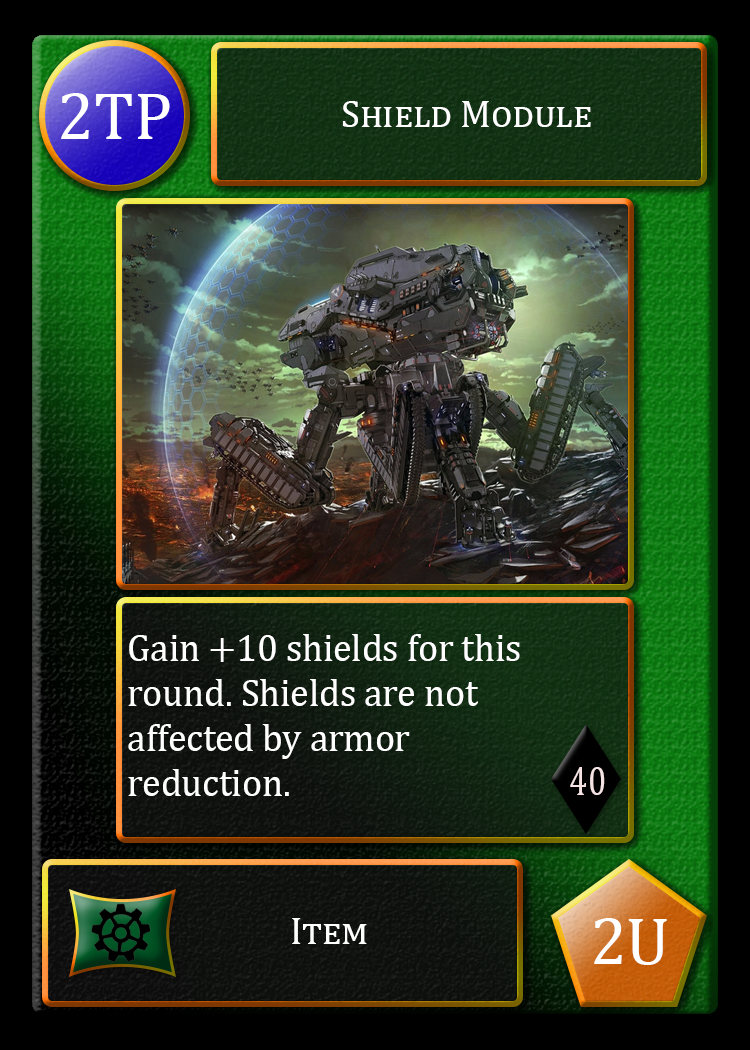 2TP
Shield Module
Gain +10 shields for this
round. Shields are not
affected by armor
reduction.
40
Item
2U